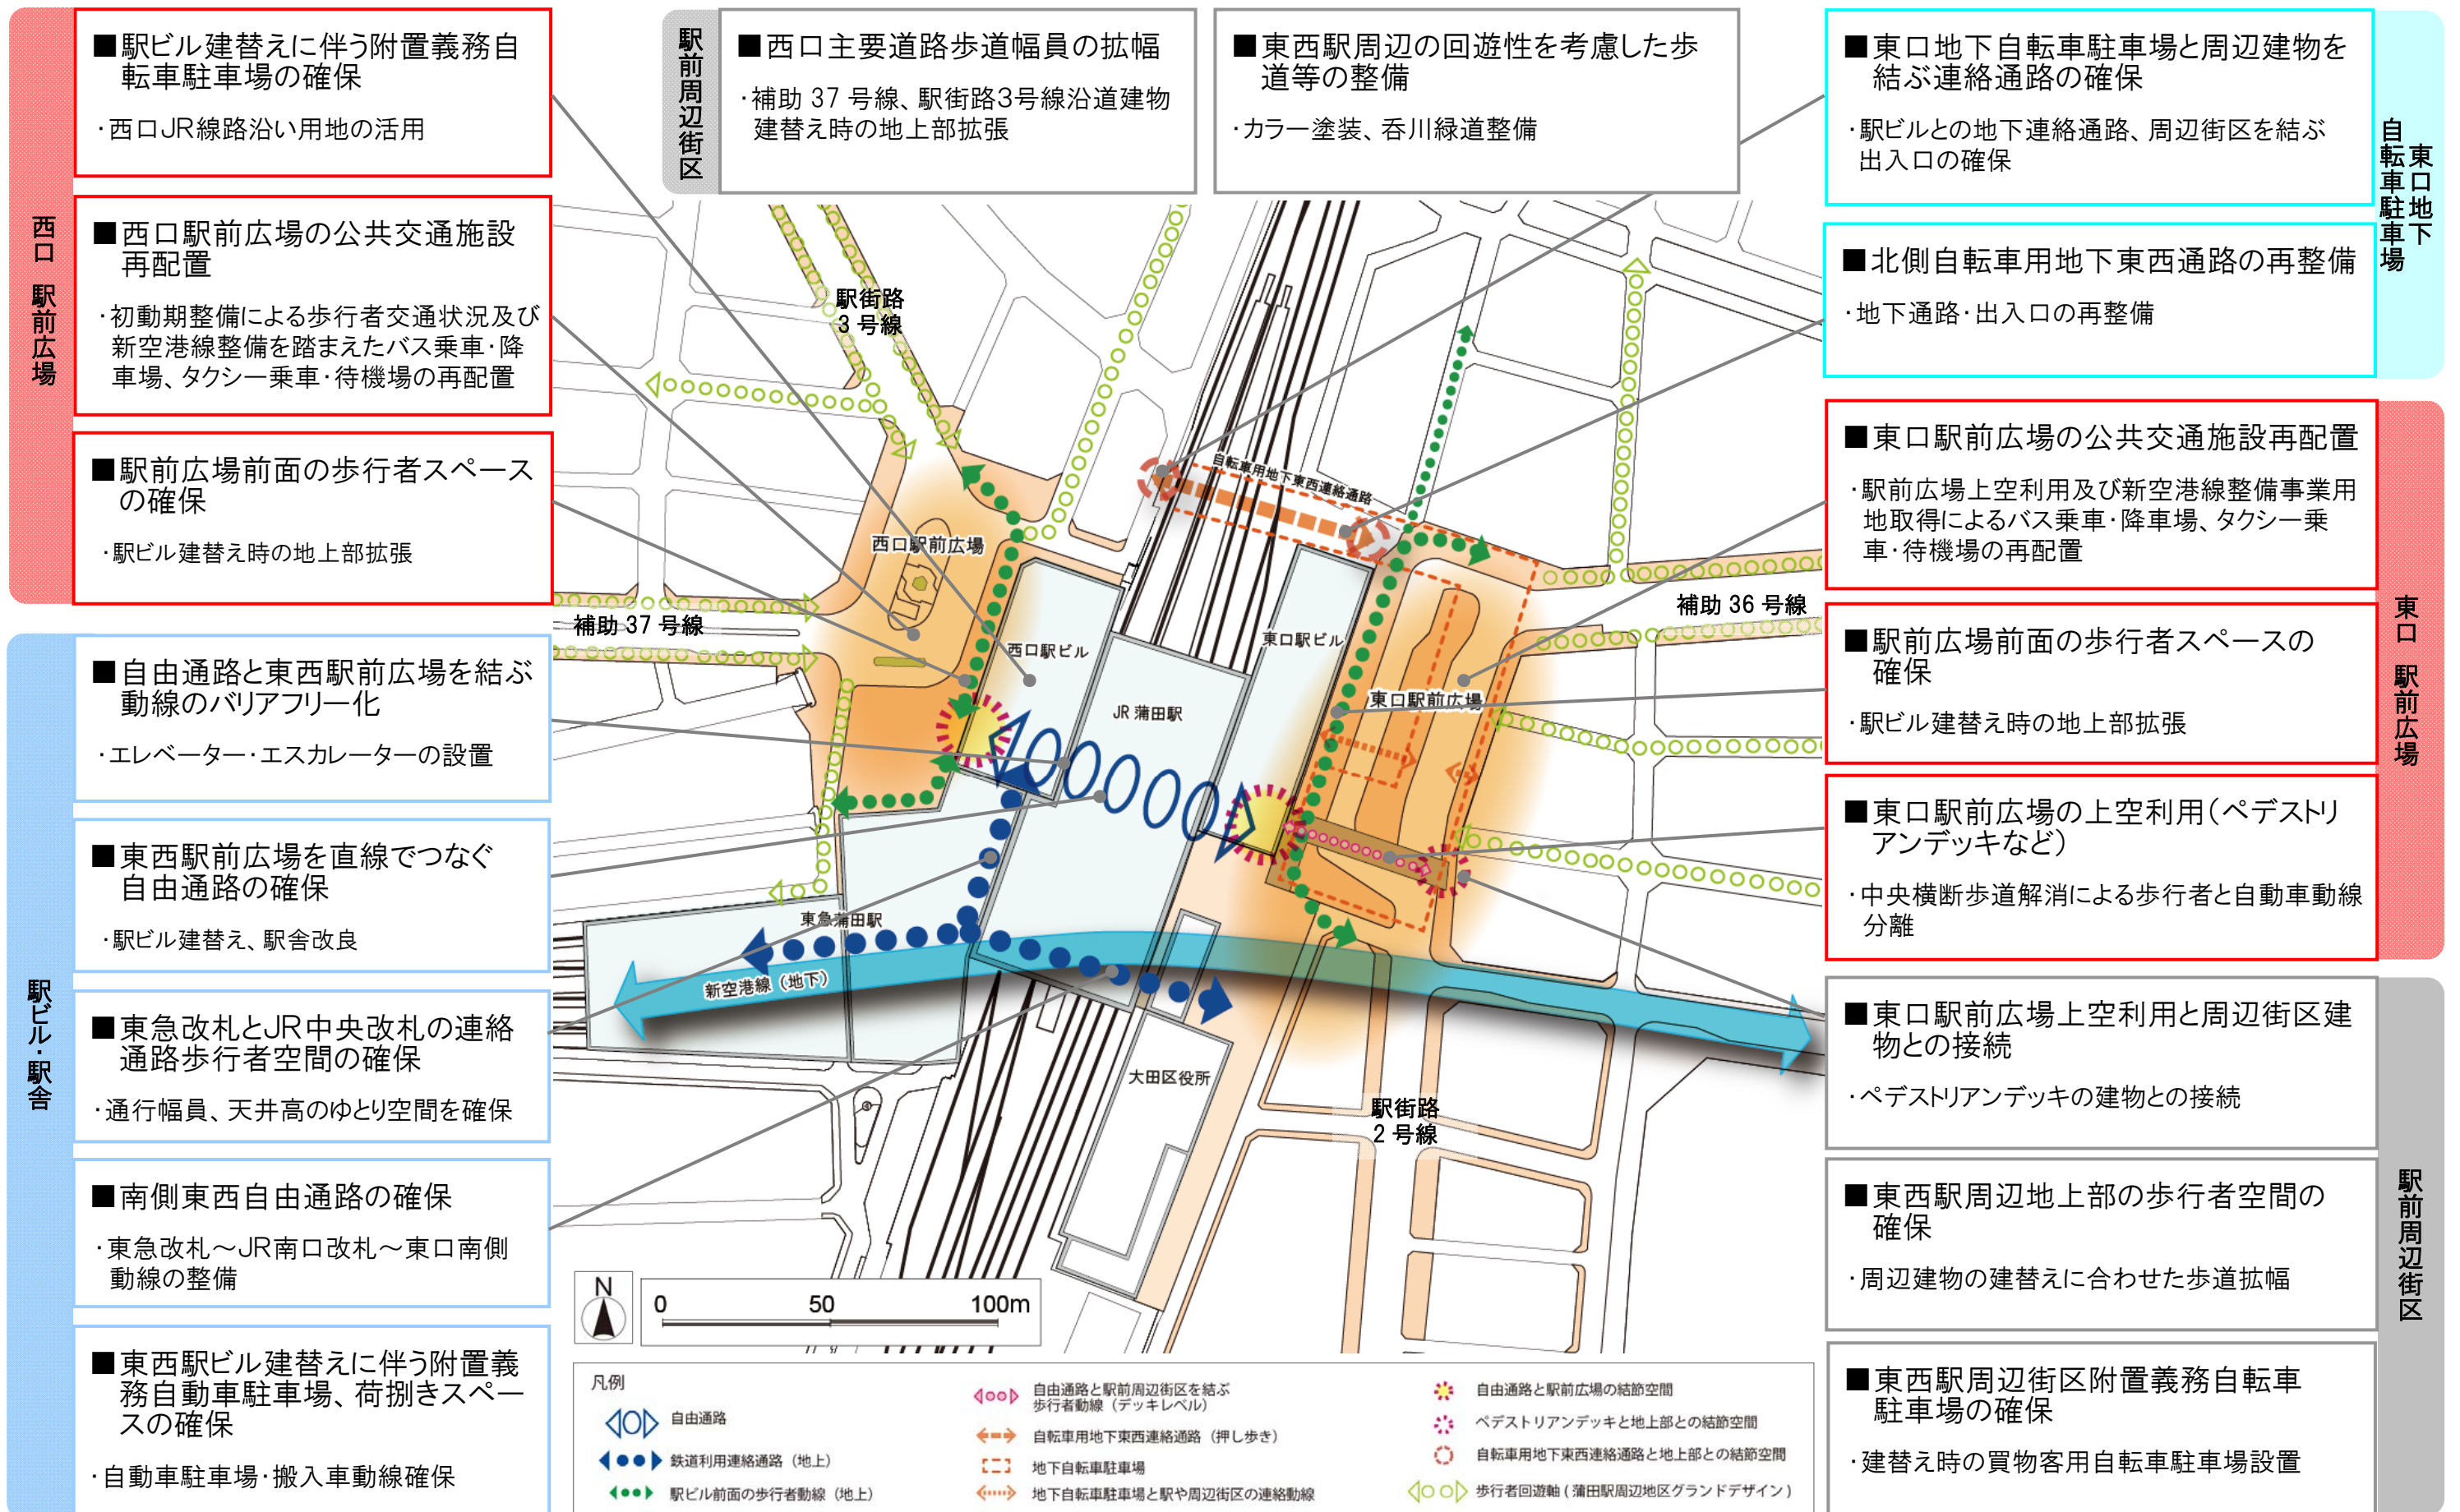 西口　駅前広場
■駅ビル建替えに伴う附置義務自
転車駐車場の確保
・西口JR線路沿い用地の活用
■西口駅前広場の公共交通施設
再配置
・初動期整備による歩行者交通状況及び
新空港線整備を踏まえたバス乗車・降
車場、タクシー乗車・待機場の再配置
■駅前広場前面の歩行者スペース
の確保
・駅ビル建替え時の地上部拡張
駅ビル・駅舎
■自由通路と東西駅前広場を結ぶ
動線のバリアフリー化
・エレベーター・エスカレーターの設置
■東西駅前広場を直線でつなぐ
自由通路の確保
・駅ビル建替え、駅舎改良
■東急改札とJR中央改札の連絡
通路歩行者空間の確保
・通行幅員、天井高のゆとり空間を確保
■南側東西自由通路の確保
・東急改札～JR南口改札～東口南側
動線の整備
■東西駅ビル建替えに伴う附置義
務自動車駐車場、荷捌きスペー
スの確保
・自動車駐車場・搬入車動線確保
駅前周辺街区
■西口主要道路歩道幅員の拡幅
・補助 37 号線、駅街路3号線沿道建物
建替え時の地上部拡張
■東西駅周辺の回遊性を考慮した歩
道等の整備
・カラー塗装、呑川緑道整備
東口地下
自転車駐車場
■東口地下自転車駐車場と周辺建物を
結ぶ連絡通路の確保
・駅ビルとの地下連絡通路、周辺街区を結ぶ
出入口の確保
■北側自転車用地下東西通路の再整備
・地下通路・出入口の再整備
東口　駅前広場
■東口駅前広場の公共交通施設再配置
・駅前広場上空利用及び新空港線整備事業用
地取得によるバス乗車・降車場、タクシー乗
車・待機場の再配置
■駅前広場前面の歩行者スペースの
確保
・駅ビル建替え時の地上部拡張
■東口駅前広場の上空利用（ペデストリ
アンデッキなど）
・中央横断歩道解消による歩行者と自動車動線
分離
駅前周辺街区
■東口駅前広場上空利用と周辺街区建
物との接続
・ペデストリアンデッキの建物との接続
■東西駅周辺地上部の歩行者空間の
確保
・周辺建物の建替えに合わせた歩道拡幅
■東西駅周辺街区附置義務自転車
駐車場の確保
・建替え時の買物客用自転車駐車場設置
駅街路
3 号線
自転車用地下東西連絡通路
西口駅前広場
補助 37 号線
補助 36 号線
西口駅ビル
東口駅ビル
JR 蒲田駅
東口駅前広場
東急蒲田駅
新空港線（地下）
大田区役所
駅街路
2 号線
N
0 50 100m
凡例
自由通路
鉄道利用連絡通路（地上）
駅ビル前面の歩行者動線（地上）
自由通路と駅前周辺街区を結ぶ
歩行者動線（デッキレベル）
自転車用地下東西連絡通路（押し歩き）
地下自転車駐車場
地下自転車駐車場と駅や周辺街区の連絡動線
自由通路と駅前広場の結節空間
ペデストリアンデッキと地上部との結節空間
自転車用地下東西連絡通路と地上部との結節空間
歩行者回遊軸（蒲田駅周辺地区グランドデザイン）